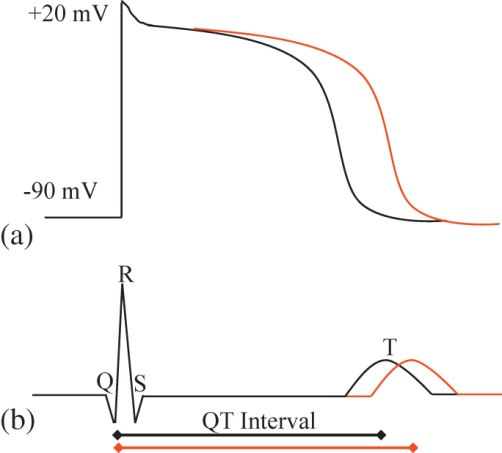 +20 mV
-90 mV
(a)
R
Q S
T
(b)
QT Interval